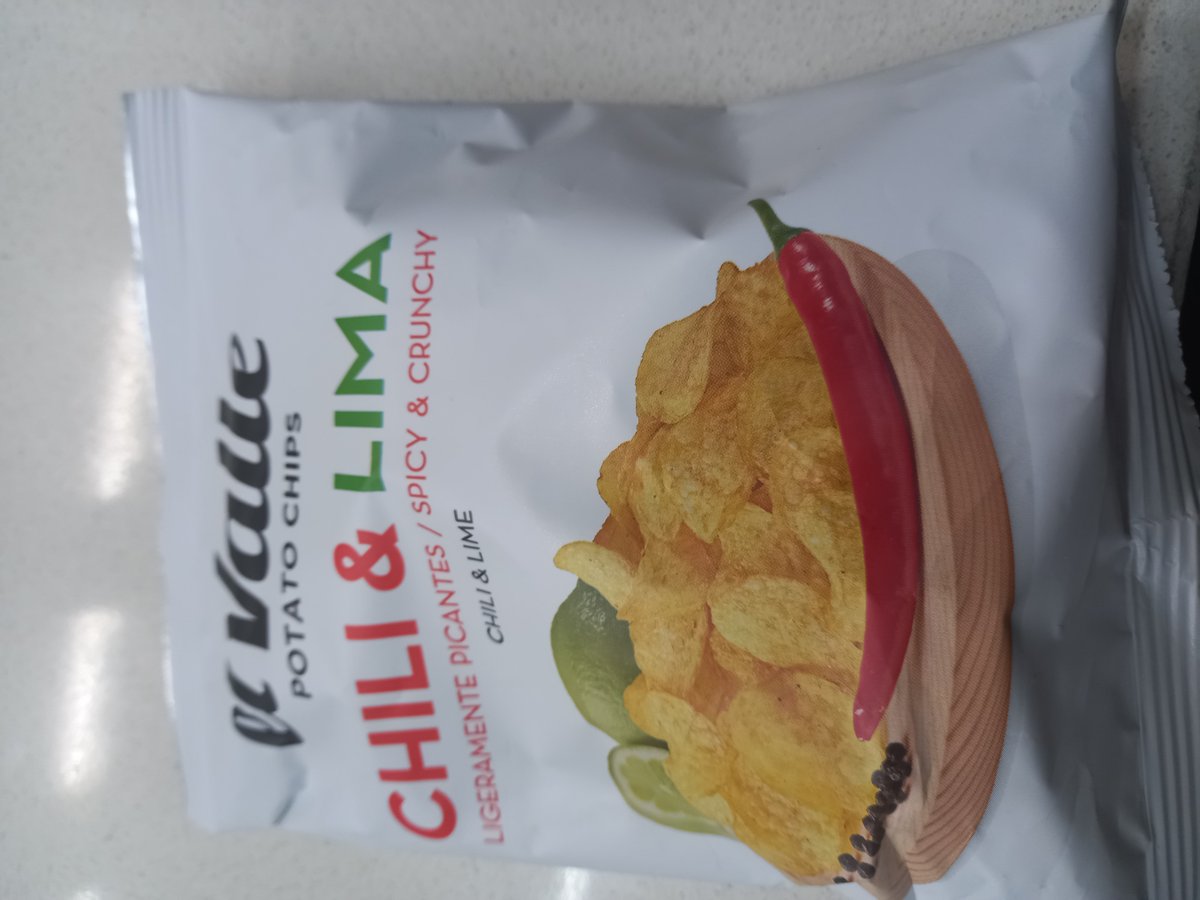 El Valle
POTATO CHIPS
CHILI & LIMA
LIGERAMENTE PICANTES / SPICY & CRUNCHY
CHILI & LIME